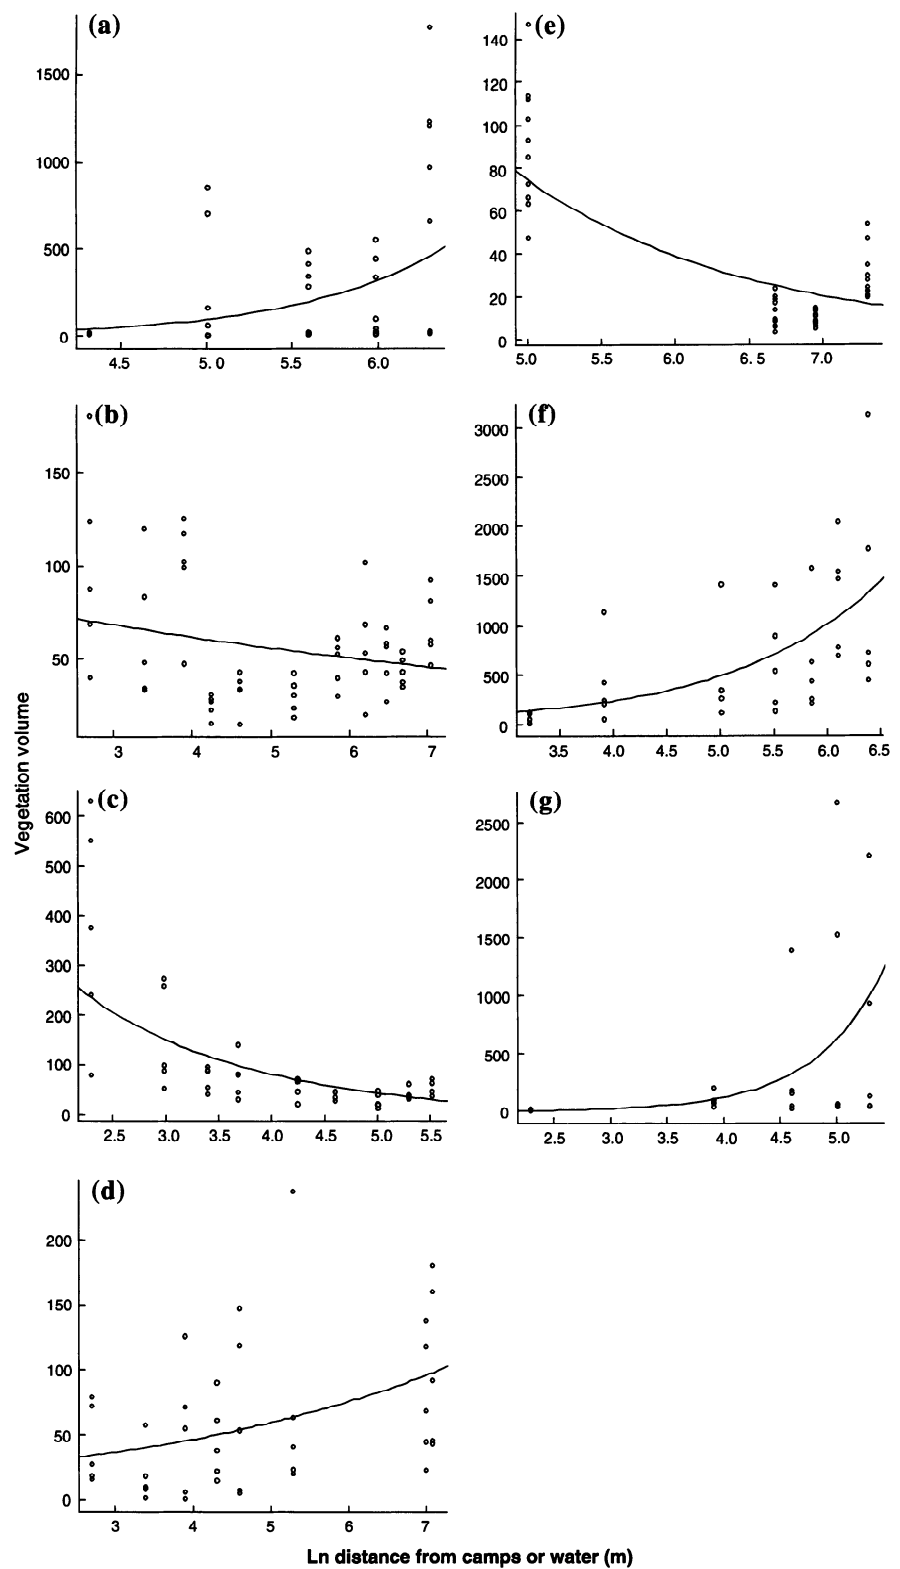 (a)
1500
1000
500
0
4.5 5.0 5.5 6.0
(e)
140
120
100
80
60
40
20
0
5.0 5.5 6.0 6.5 7.0
(b)
150
100
50
3 4 5 6 7
(f)
3000
2500
2000
1500
1000
500
0
3.5 4.0 4.5 5.0 5.5 6.0 6.5
Vegetation volume
(c)
600
500
400
300
200
100
0
2.5 3.0 3.5 4.0 4.5 5.0 5.5
(g)
2500
2000
1500
1000
500
0
2.5 3.0 3.5 4.0 4.5 5.0
(d)
200
150
100
50
0
3 4 5 6 7
Ln distance from camps or water (m)